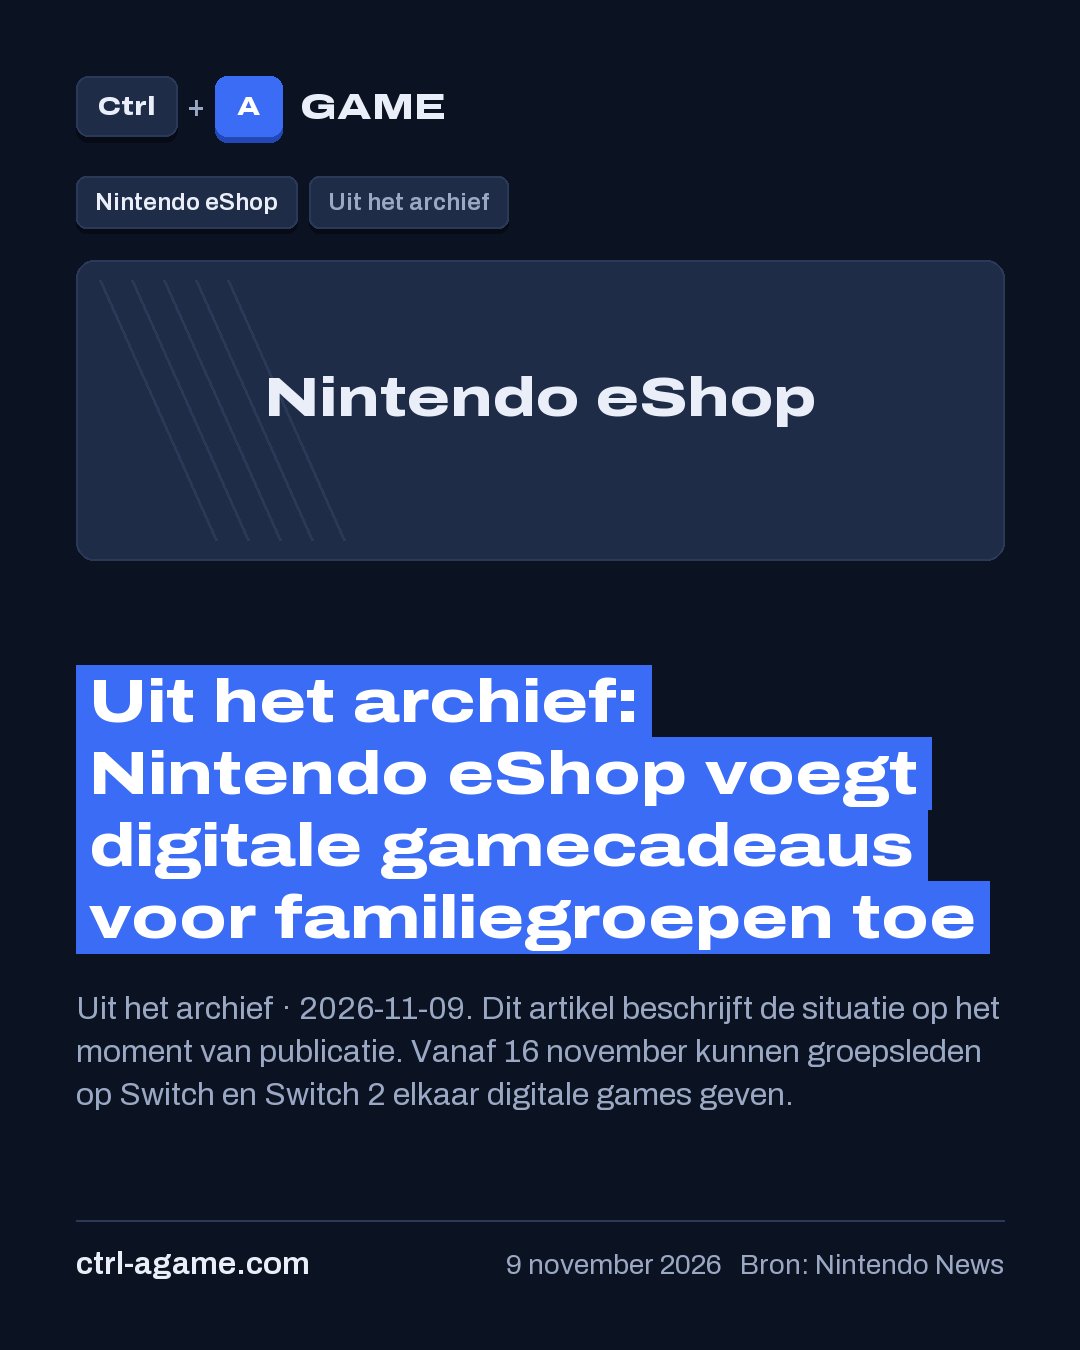 Ctrl + A GAME
Nintendo eShop Uit het archief
Nintendo eShop
Uit het archief:
Nintendo eShop voegt
digitale gamecadeaus
voor familiegroepen toe
Uit het archief · 2026-11-09. Dit artikel beschrijft de situatie op het
moment van publicatie. Vanaf 16 november kunnen groepsleden
op Switch en Switch 2 elkaar digitale games geven.
ctrl-agame.com 9 november 2026 Bron: Nintendo News